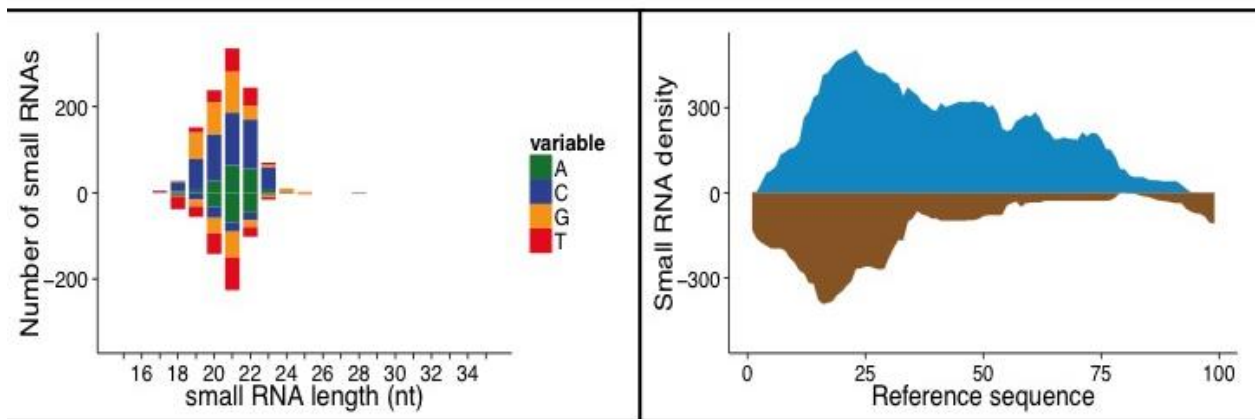 Number of small RNAs
200
0
−200
16 18 20 22 24 26 28 30 32 34
small RNA length (nt)
variable
A
C
G
T
Small RNA density
300
0
−300
0 25 50 75 100
Reference sequence